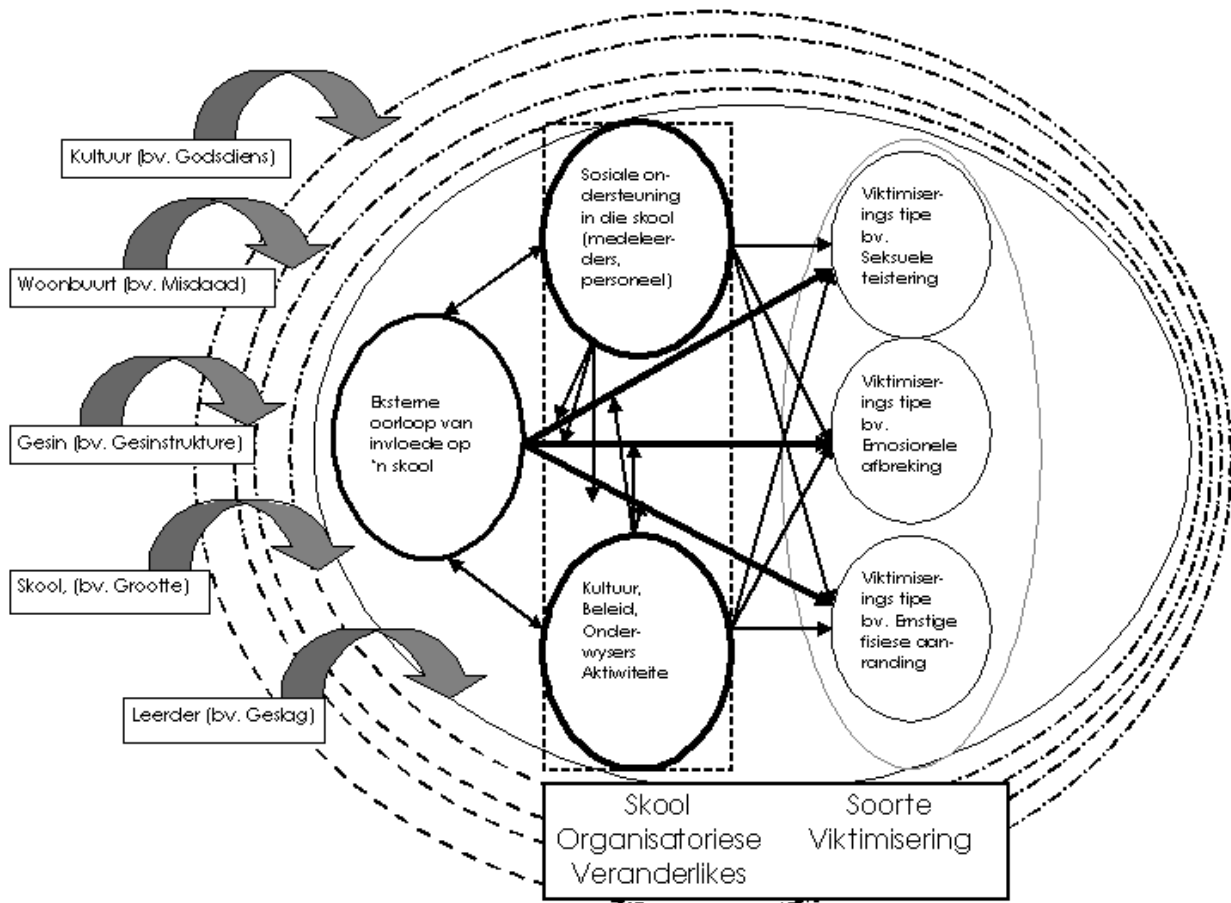 Kultuur (bv. Godsdiens)
Woonbuurt (bv. Misdaad)
Gesin (bv. Gesinstrukture)
Skool, (bv. Grootte)
Leerder (bv. Geslag)
Eksterne
oorloop van
invloede op
'n skool
Sosiale on-
dersteuning
in die skool
(medeleer-
ders,
personeel)
Kultuur,
Beleid,
Onder-
wysers
Aktiwiteite
Viktimiser-
ings tipe
bv.
Seksuele
teistering
Viktimiser-
ings tipe
bv.
Emosionele
afbreking
Viktimiser-
ings tipe
bv. Ernstige
fisiese aan-
randing
Skool
Organisatoriese
Veranderlikes
Soorte
Viktimisering